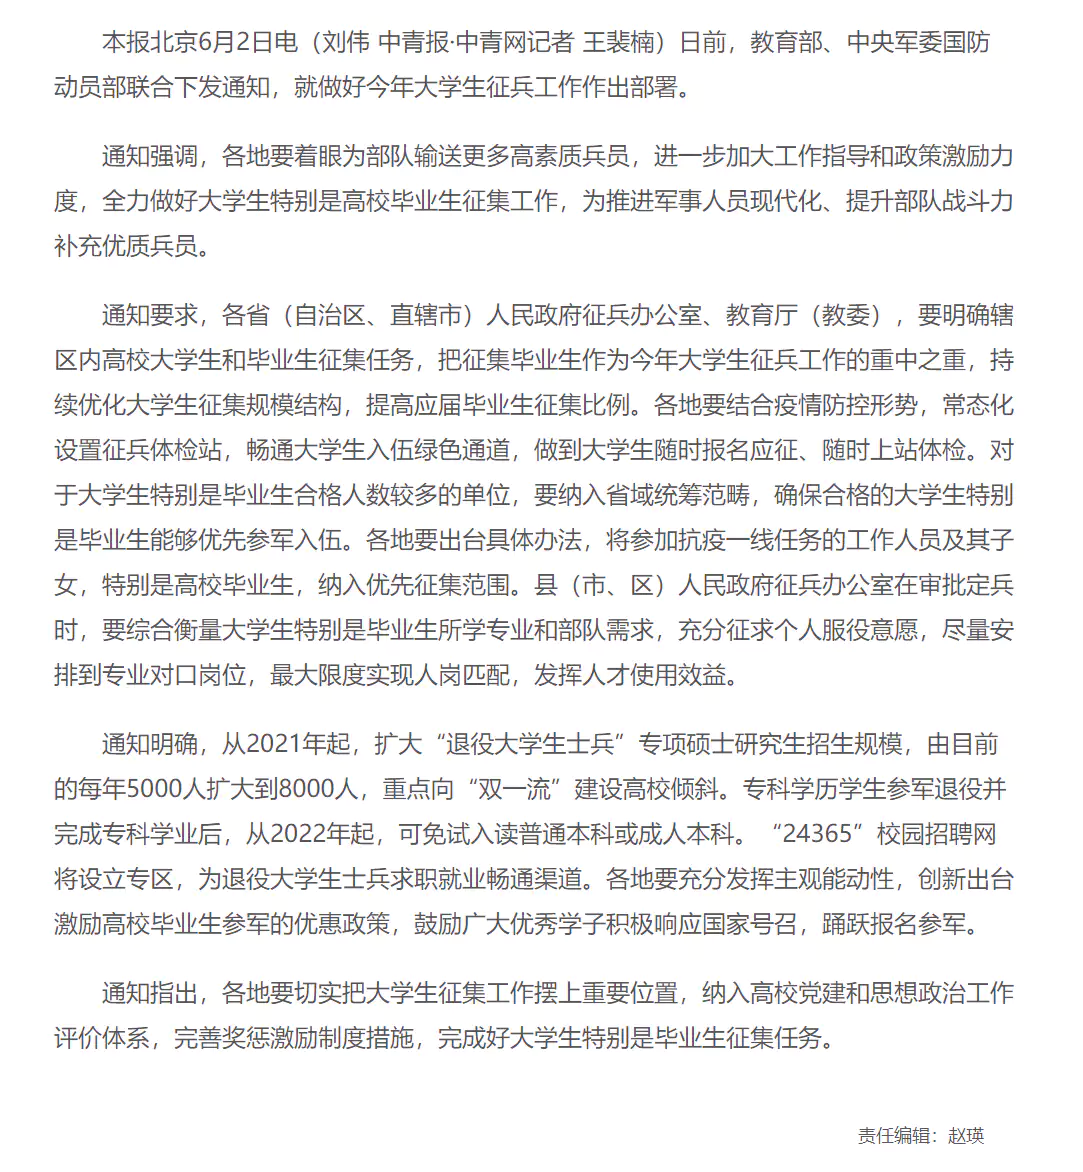 本报北京6月2日电（刘伟 中青报·中青网记者 王裴楠）日前，教育部、中央军委国防
动员部联合下发通知，就做好今年大学生征兵工作作出部署。
通知强调，各地要着眼为部队输送更多高素质兵员，进一步加大工作指导和政策激励力
度，全力做好大学生特别是高校毕业生征集工作，为推进军事人员现代化、提升部队战斗力
补充优质兵员。
通知要求，各省（自治区、直辖市）人民政府征兵办公室、教育厅（教委），要明确辖
区内高校大学生和毕业生征集任务，把征集毕业生作为今年大学生征兵工作的重中之重，持
续优化大学生征集规模结构，提高应届毕业生征集比例。各地要结合疫情防控形势，常态化
设置征兵体检站，畅通大学生入伍绿色通道，做到大学生随时报名应征、随时上站体检。对
于大学生特别是毕业生合格人数较多的单位，要纳入省域统筹范畴，确保合格的大学生特别
是毕业生能够优先参军入伍。各地要出台具体办法，将参加抗疫一线任务的工作人员及其子
女，特别是高校毕业生，纳入优先征集范围。县（市、区）人民政府征兵办公室在审批定兵
时，要综合衡量大学生特别是毕业生所学专业和部队需求，充分征求个人服役意愿，尽量安
排到专业对口岗位，最大限度实现人岗匹配，发挥人才使用效益。
通知明确，从2021年起，扩大“退役大学生士兵”专项硕士研究生招生规模，由目前
的每年5000人扩大到8000人，重点向“双一流”建设高校倾斜。专科学历学生参军退役并
完成专科学业后，从2022年起，可免试入读普通本科或成人本科。“24365”校园招聘网
将设立专区，为退役大学生士兵求职就业畅通渠道。各地要充分发挥主观能动性，创新出台
激励高校毕业生参军的优惠政策，鼓励广大优秀学子积极响应国家号召，踊跃报名参军。
通知指出，各地要切实把大学生征集工作摆上重要位置，纳入高校党建和思想政治工作
评价体系，完善奖惩激励制度措施，完成好大学生特别是毕业生征集任务。
责任编辑：赵瑛